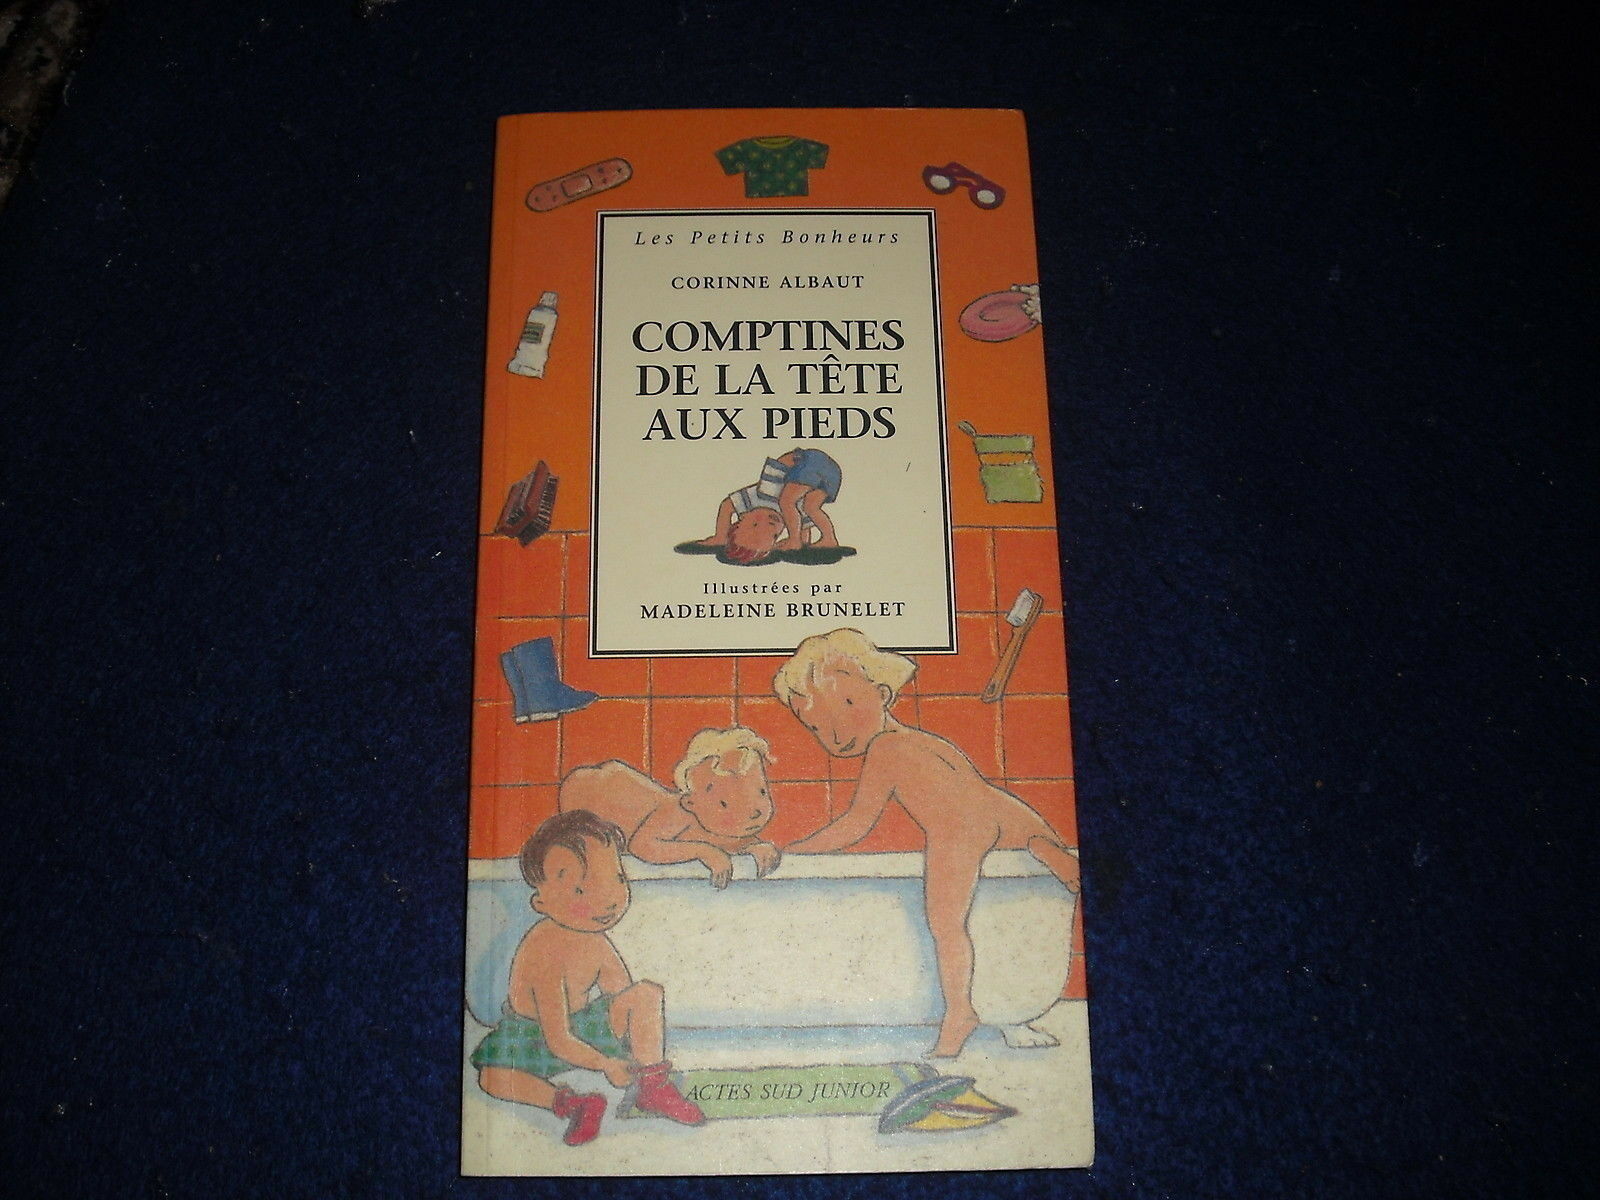 Les Petits Bonheurs
CORINNE ALBAUT
COMPTINES
DE LA TÊTE
AUX PIEDS
Illustrées par
MADELEINE BRUNELET
ACTES SUD JUNIOR